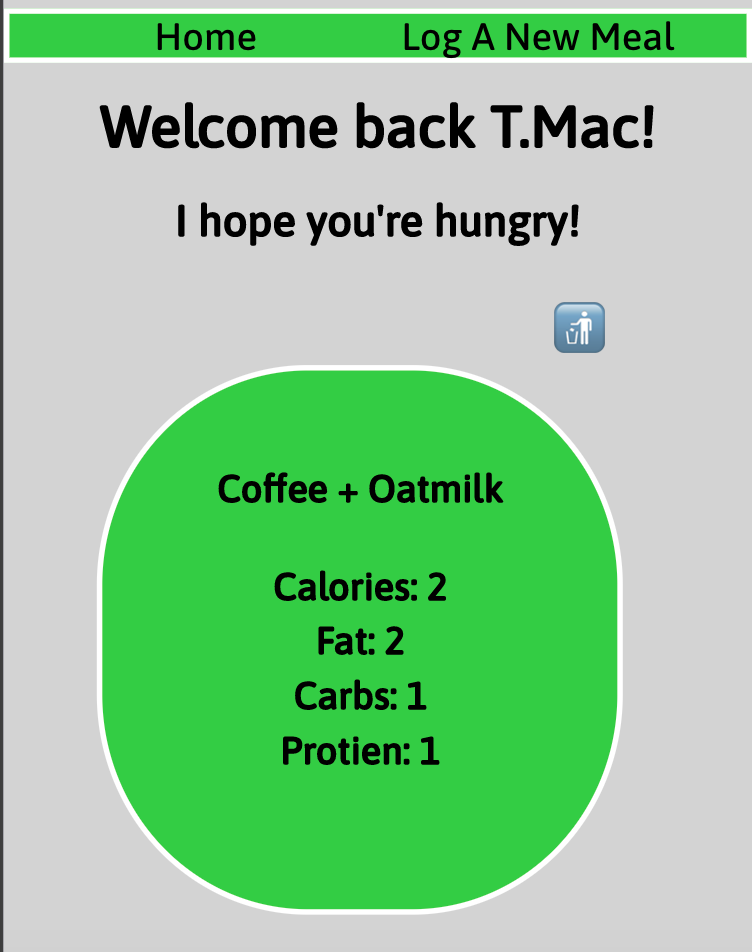 Home Log A New Meal
Welcome back T.Mac!
I hope you're hungry!
Coffee + Oatmilk
Calories: 2
Fat: 2
Carbs: 1
Protien: 1